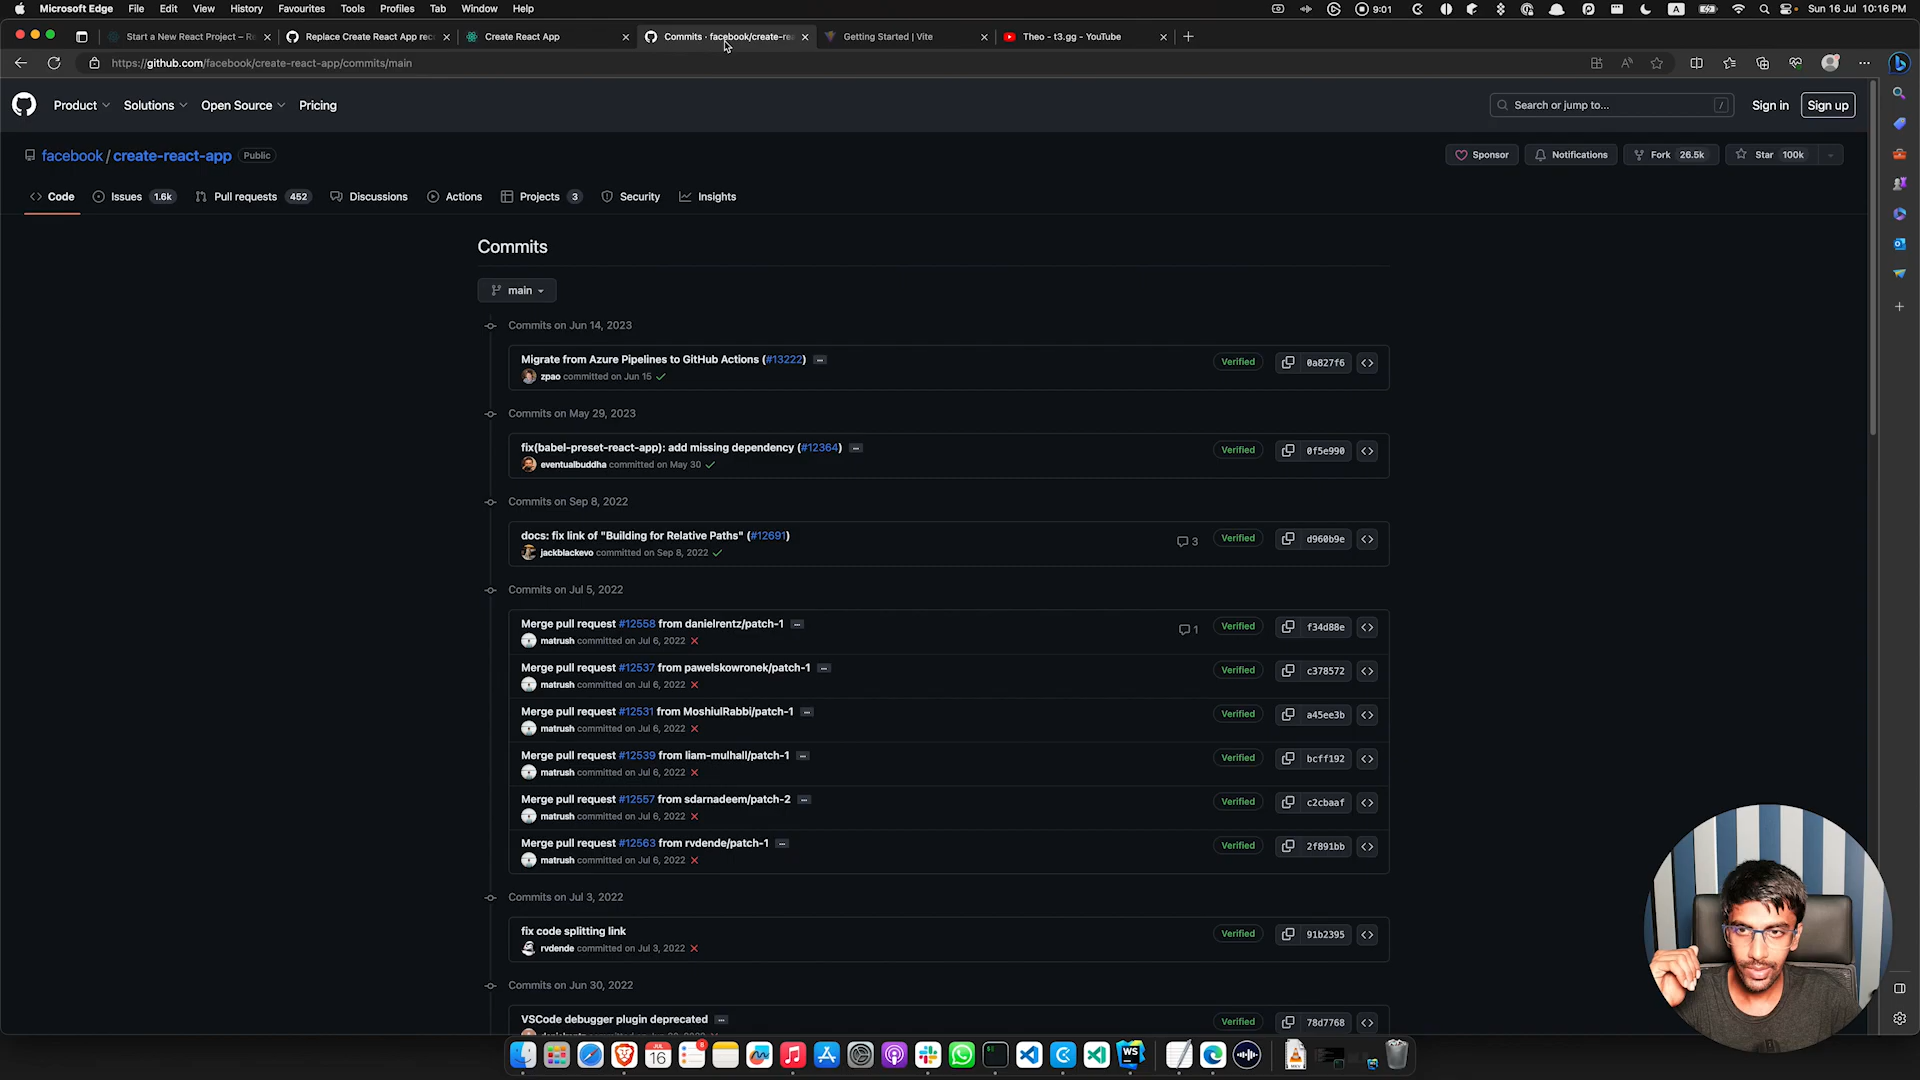 Microsoft Edge File Edit View History Favourites Tools Profiles Tab Window Help
9:01
A
Sun 16 Jul 10:16 PM
Start a New React Project – R
Replace Create React App rec
Create React App
Commits · facebook/create-re
Getting Started | Vite
Theo - t3.gg - YouTube
https://github.com/facebook/create-react-app/commits/main
Product
Solutions
Open Source
Pricing
Search or jump to...
/
Sign in
Sign up
facebook / create-react-app Public
Sponsor
Notifications
Fork 26.5k
Star 100k
Code
Issues 1.6k
Pull requests 452
Discussions
Actions
Projects 3
Security
Insights
Commits
main
Commits on Jun 14, 2023
Migrate from Azure Pipelines to GitHub Actions (#13222)
zpao committed on Jun 15
Verified
0a827f6
Commits on May 29, 2023
fix(babel-preset-react-app): add missing dependency (#12364)
eventualbuddha committed on May 30
Verified
0f5e990
Commits on Sep 8, 2022
docs: fix link of "Building for Relative Paths" (#12691)
jackblackevo committed on Sep 8, 2022
3
Verified
d960b9e
Commits on Jul 5, 2022
Merge pull request #12558 from danielrentz/patch-1
matrush committed on Jul 6, 2022
1
Verified
f34d88e
Merge pull request #12537 from pawelskowronek/patch-1
matrush committed on Jul 6, 2022
Verified
c378572
Merge pull request #12531 from MoshiulRabbi/patch-1
matrush committed on Jul 6, 2022
Verified
a45ee3b
Merge pull request #12539 from liam-mulhall/patch-1
matrush committed on Jul 6, 2022
Verified
bcff192
Merge pull request #12557 from sdarnadeem/patch-2
matrush committed on Jul 6, 2022
Verified
c2cbaaf
Merge pull request #12563 from rvdende/patch-1
matrush committed on Jul 6, 2022
Verified
2f891bb
Commits on Jul 3, 2022
fix code splitting link
rvdende committed on Jul 3, 2022
Verified
91b2395
Commits on Jun 30, 2022
VSCode debugger plugin deprecated
Verified
78d7768
JUL
16
8
WS